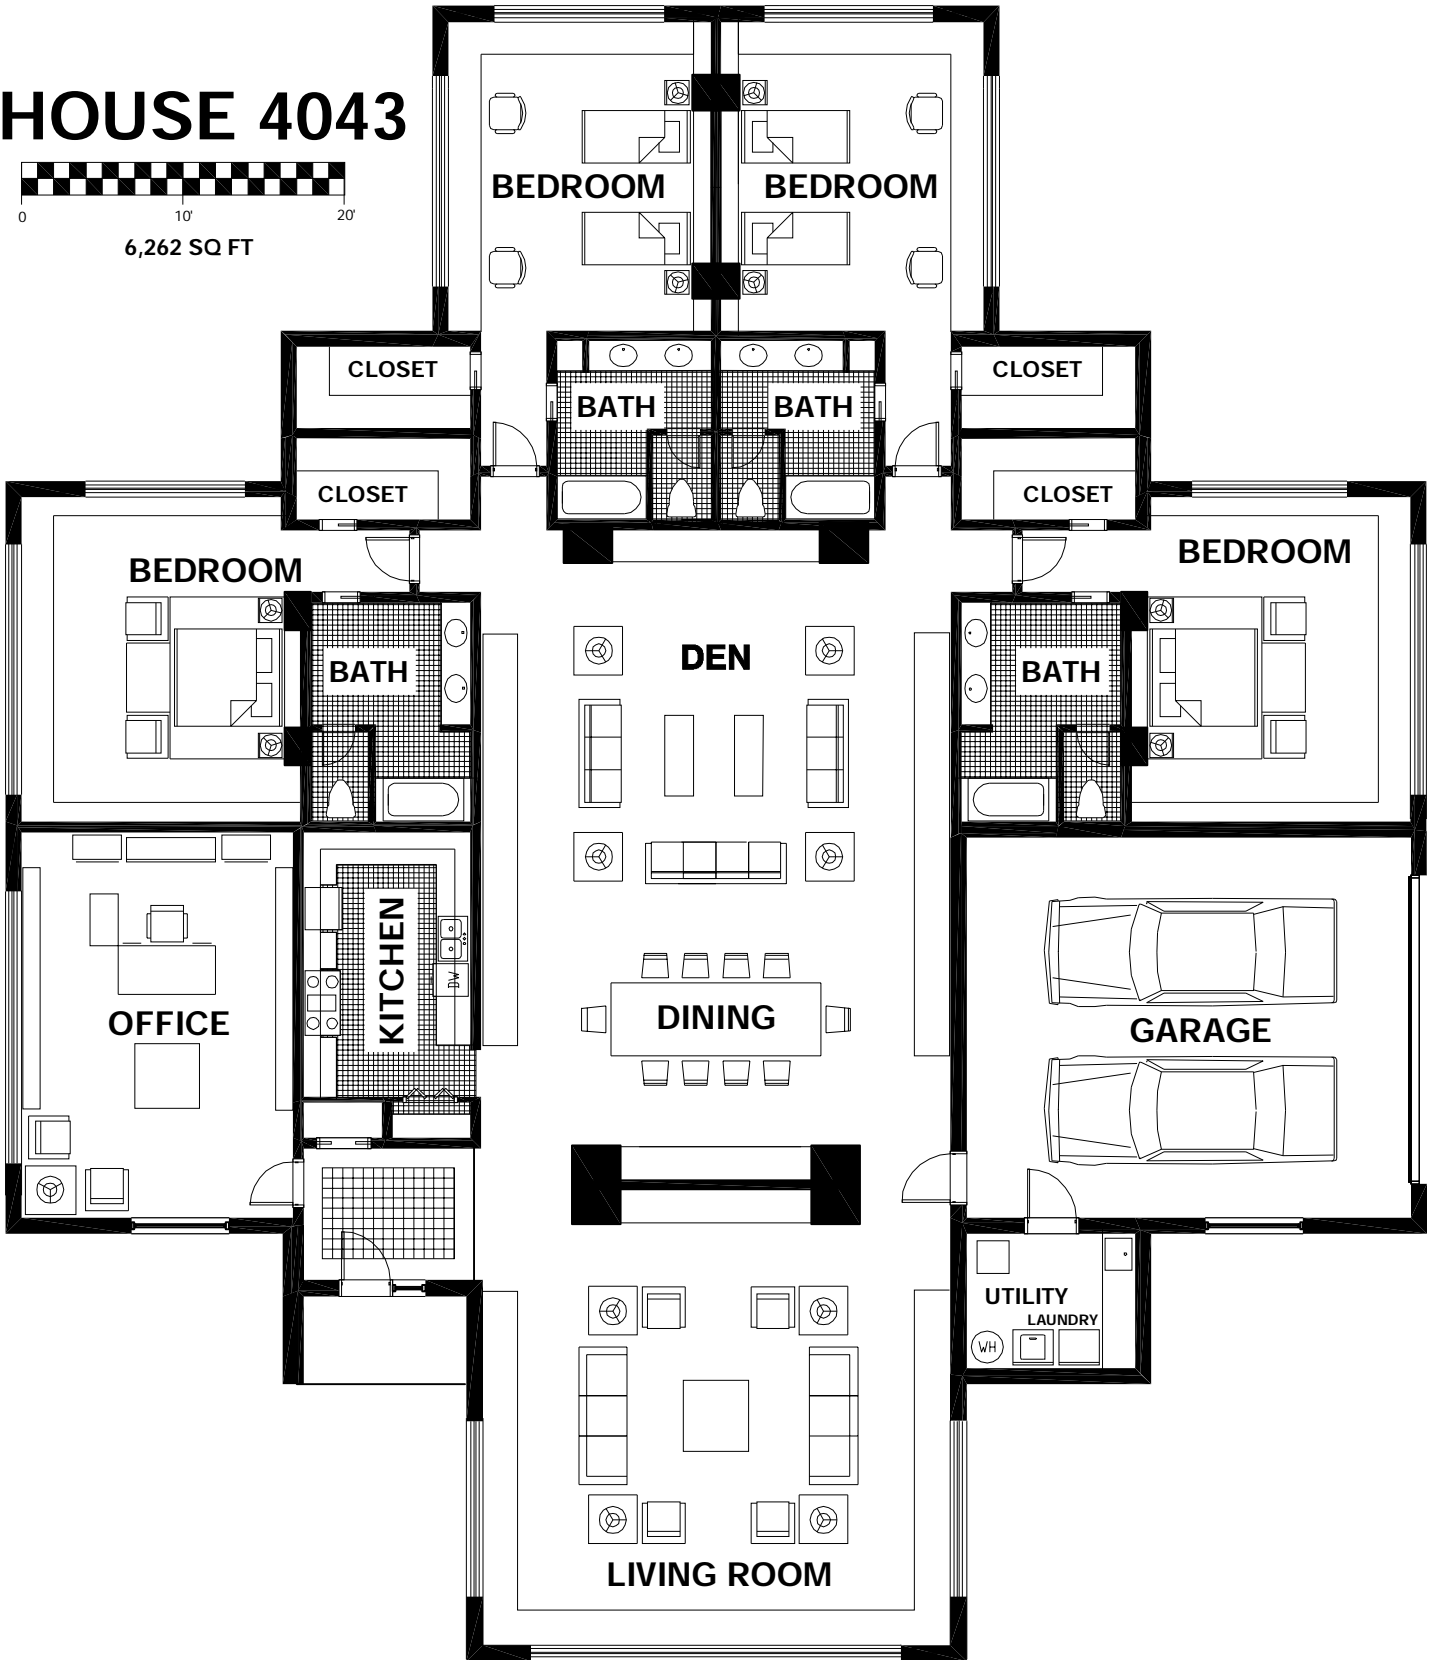 HOUSE 4043
0 10' 20'
6,262 SQ FT
BEDROOM BEDROOM
CLOSET CLOSET
BATH BATH
CLOSET CLOSET
BEDROOM BEDROOM
DEN
BATH BATH
KITCHEN
DW
OFFICE DINING GARAGE
UTILITY
LAUNDRY
WH
LIVING ROOM